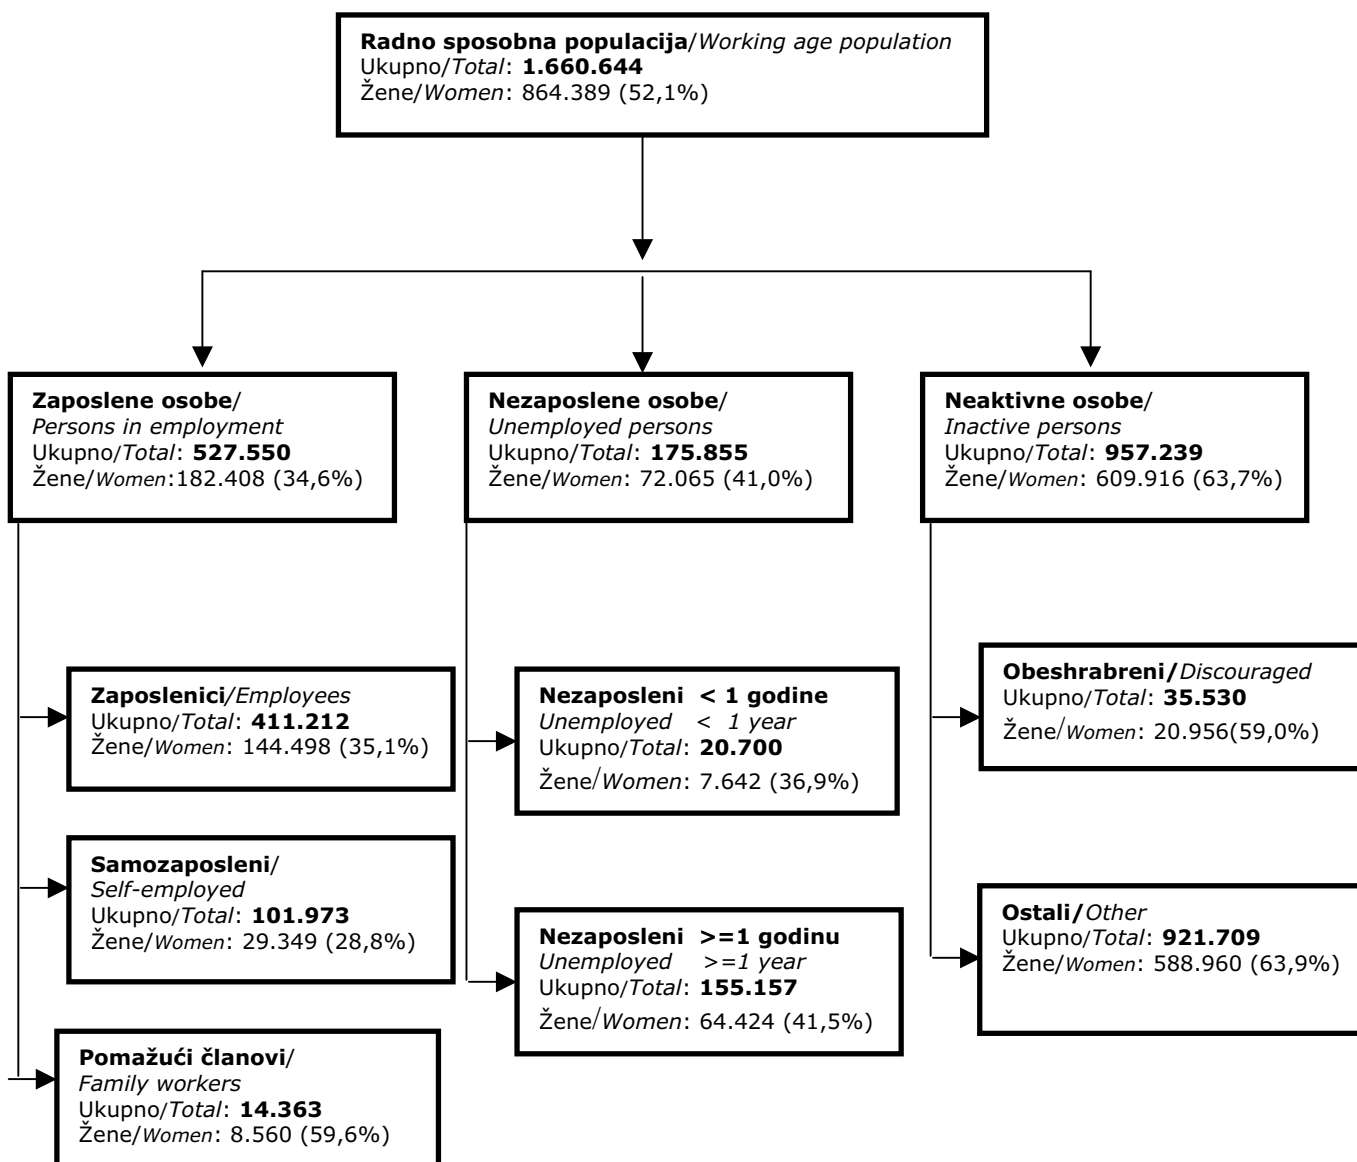 Radno sposobna populacija/Working age population
Ukupno/Total: 1.660.644
Žene/Women: 864.389 (52,1%)
Zaposlene osobe/
Persons in employment
Ukupno/Total: 527.550
Žene/Women:182.408 (34,6%)
Nezaposlene osobe/
Unemployed persons
Ukupno/Total: 175.855
Žene/Women: 72.065 (41,0%)
Neaktivne osobe/
Inactive persons
Ukupno/Total: 957.239
Žene/Women: 609.916 (63,7%)
Zaposlenici/Employees
Ukupno/Total: 411.212
Žene/Women: 144.498 (35,1%)
Nezaposleni < 1 godine
Unemployed < 1 year
Ukupno/Total: 20.700
Žene/Women: 7.642 (36,9%)
Obeshrabreni/Discouraged
Ukupno/Total: 35.530
Žene/Women: 20.956(59,0%)
Samozaposleni/
Self-employed
Ukupno/Total: 101.973
Žene/Women: 29.349 (28,8%)
Nezaposleni >=1 godinu
Unemployed >=1 year
Ukupno/Total: 155.157
Žene/Women: 64.424 (41,5%)
Ostali/Other
Ukupno/Total: 921.709
Žene/Women: 588.960 (63,9%)
Pomažući članovi/
Family workers
Ukupno/Total: 14.363
Žene/Women: 8.560 (59,6%)